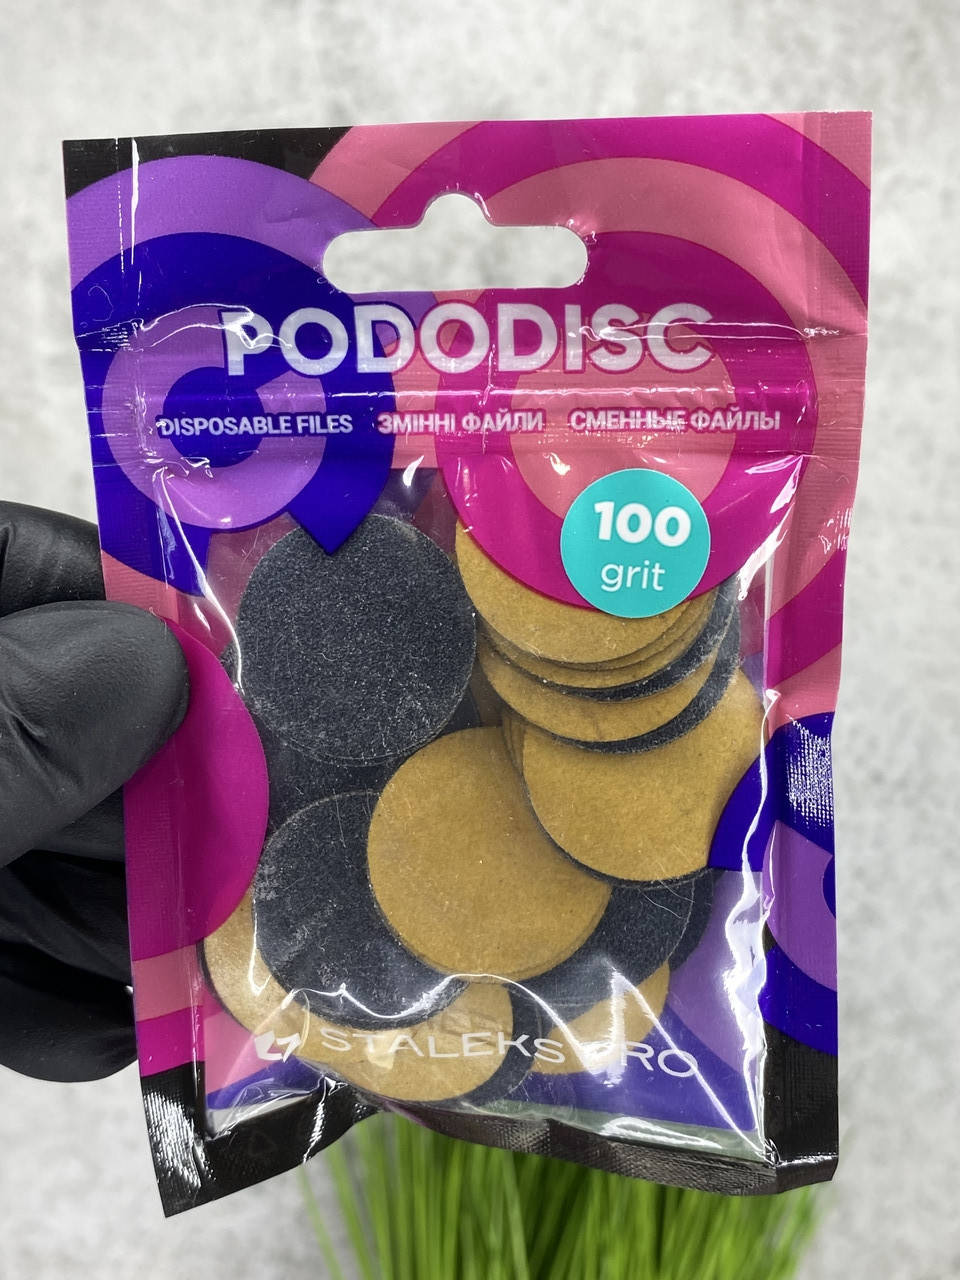 PODODISC
DISPOSABLE FILES ЗМІННІ ФАЙЛИ СМЕННЫЕ ФАЙЛЫ
100
grit
STALEKS PRO